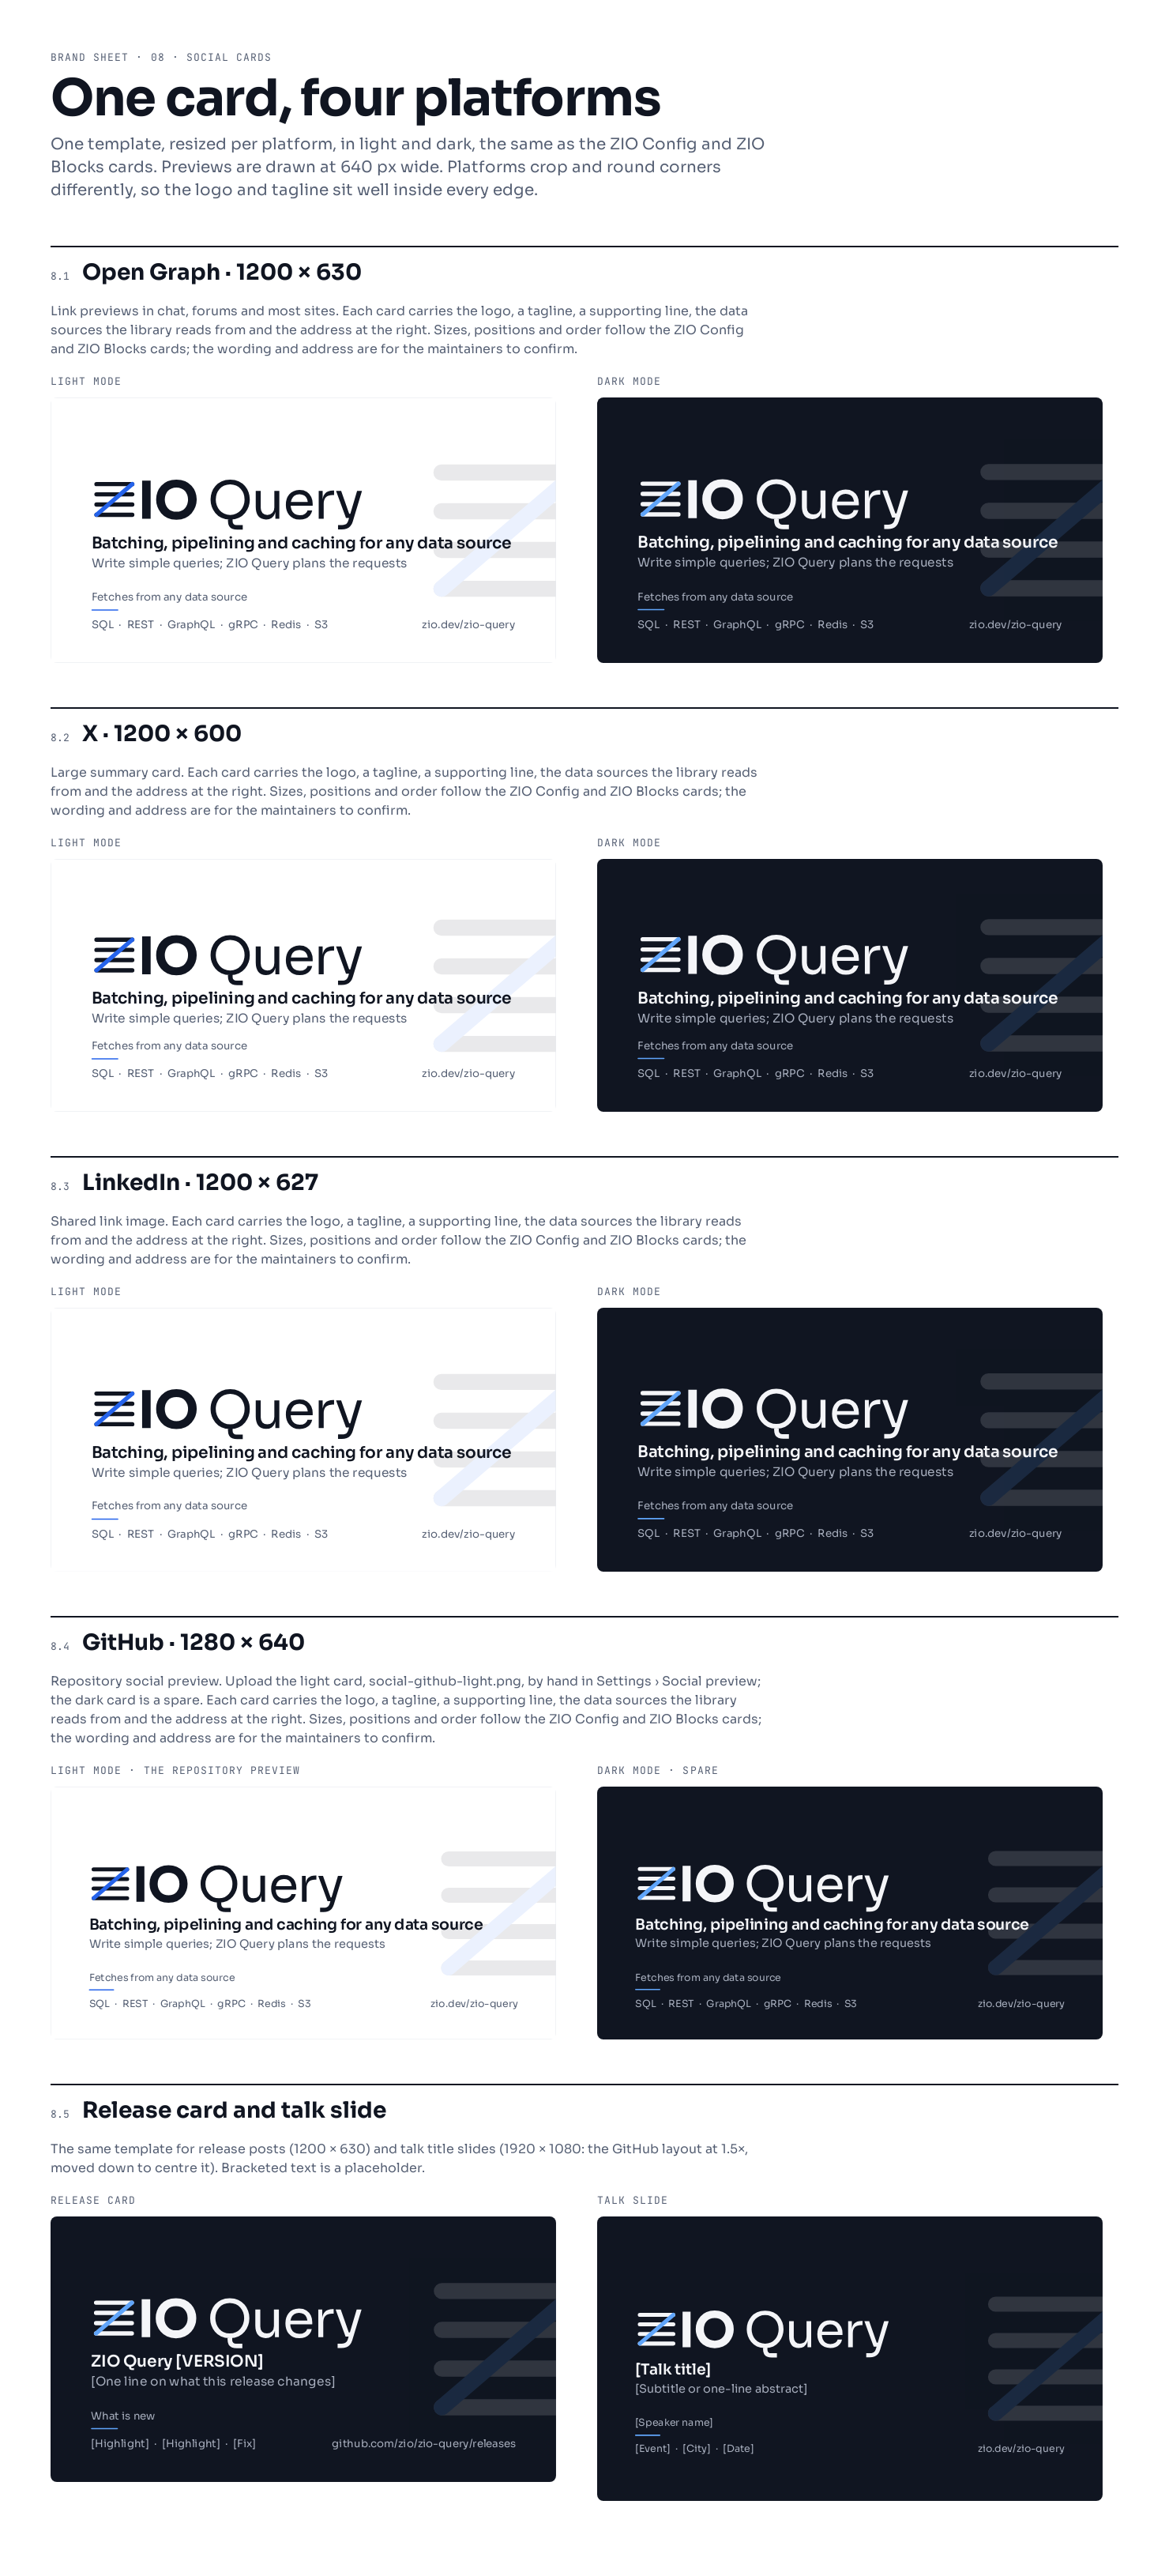 BRAND SHEET · 08 · SOCIAL CARDS
One card, four platforms
One template, resized per platform, in light and dark, the same as the ZIO Config and ZIO
Blocks cards. Previews are drawn at 640 px wide. Platforms crop and round corners
differently, so the logo and tagline sit well inside every edge.
8.1 Open Graph · 1200 × 630
Link previews in chat, forums and most sites. Each card carries the logo, a tagline, a supporting line, the data
sources the library reads from and the address at the right. Sizes, positions and order follow the ZIO Config
and ZIO Blocks cards; the wording and address are for the maintainers to confirm.
LIGHT MODE
ZIO Query
Batching, pipelining and caching for any data source
Write simple queries; ZIO Query plans the requests
Fetches from any data source
SQL · REST · GraphQL · gRPC · Redis · S3
zio.dev/zio-query
DARK MODE
ZIO Query
Batching, pipelining and caching for any data source
Write simple queries; ZIO Query plans the requests
Fetches from any data source
SQL · REST · GraphQL · gRPC · Redis · S3
zio.dev/zio-query
8.2 X · 1200 × 600
Large summary card. Each card carries the logo, a tagline, a supporting line, the data sources the library reads
from and the address at the right. Sizes, positions and order follow the ZIO Config and ZIO Blocks cards; the
wording and address are for the maintainers to confirm.
LIGHT MODE
ZIO Query
Batching, pipelining and caching for any data source
Write simple queries; ZIO Query plans the requests
Fetches from any data source
SQL · REST · GraphQL · gRPC · Redis · S3
zio.dev/zio-query
DARK MODE
ZIO Query
Batching, pipelining and caching for any data source
Write simple queries; ZIO Query plans the requests
Fetches from any data source
SQL · REST · GraphQL · gRPC · Redis · S3
zio.dev/zio-query
8.3 LinkedIn · 1200 × 627
Shared link image. Each card carries the logo, a tagline, a supporting line, the data sources the library reads
from and the address at the right. Sizes, positions and order follow the ZIO Config and ZIO Blocks cards; the
wording and address are for the maintainers to confirm.
LIGHT MODE
ZIO Query
Batching, pipelining and caching for any data source
Write simple queries; ZIO Query plans the requests
Fetches from any data source
SQL · REST · GraphQL · gRPC · Redis · S3
zio.dev/zio-query
DARK MODE
ZIO Query
Batching, pipelining and caching for any data source
Write simple queries; ZIO Query plans the requests
Fetches from any data source
SQL · REST · GraphQL · gRPC · Redis · S3
zio.dev/zio-query
8.4 GitHub · 1280 × 640
Repository social preview. Upload the light card, social-github-light.png, by hand in Settings › Social preview;
the dark card is a spare. Each card carries the logo, a tagline, a supporting line, the data sources the library
reads from and the address at the right. Sizes, positions and order follow the ZIO Config and ZIO Blocks cards;
the wording and address are for the maintainers to confirm.
LIGHT MODE · THE REPOSITORY PREVIEW
ZIO Query
Batching, pipelining and caching for any data source
Write simple queries; ZIO Query plans the requests
Fetches from any data source
SQL · REST · GraphQL · gRPC · Redis · S3
zio.dev/zio-query
DARK MODE · SPARE
ZIO Query
Batching, pipelining and caching for any data source
Write simple queries; ZIO Query plans the requests
Fetches from any data source
SQL · REST · GraphQL · gRPC · Redis · S3
zio.dev/zio-query
8.5 Release card and talk slide
The same template for release posts (1200 × 630) and talk title slides (1920 × 1080: the GitHub layout at 1.5×,
moved down to centre it). Bracketed text is a placeholder.
RELEASE CARD
ZIO Query
ZIO Query [VERSION]
[One line on what this release changes]
What is new
[Highlight] · [Highlight] · [Fix]
github.com/zio/zio-query/releases
TALK SLIDE
ZIO Query
[Talk title]
[Subtitle or one-line abstract]
[Speaker name]
[Event] · [City] · [Date]
zio.dev/zio-query